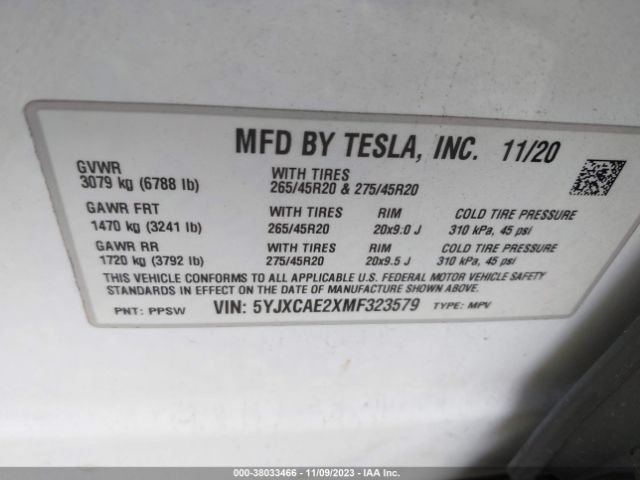 MFD BY TESLA, INC. 11/20
GVWR
3079 kg (6788 lb)
WITH TIRES
265/45R20 & 275/45R20
GAWR FRT
1470 kg (3241 lb)
WITH TIRES
265/45R20
RIM
20x9.0 J
COLD TIRE PRESSURE
310 kPa, 45 psi
GAWR RR
1720 kg (3792 lb)
WITH TIRES
275/45R20
RIM
20x9.5 J
COLD TIRE PRESSURE
310 kPa, 45 psi
THIS VEHICLE CONFORMS TO ALL APPLICABLE U.S. FEDERAL MOTOR VEHICLE SAFETY
STANDARDS IN EFFECT ON THE DATE OF MANUFACTURE SHOWN ABOVE.
PNT: PPSW VIN: 5YJXCAE2XMF323579 TYPE: MPV
000-38033466 - 11/09/2023 - IAA Inc.